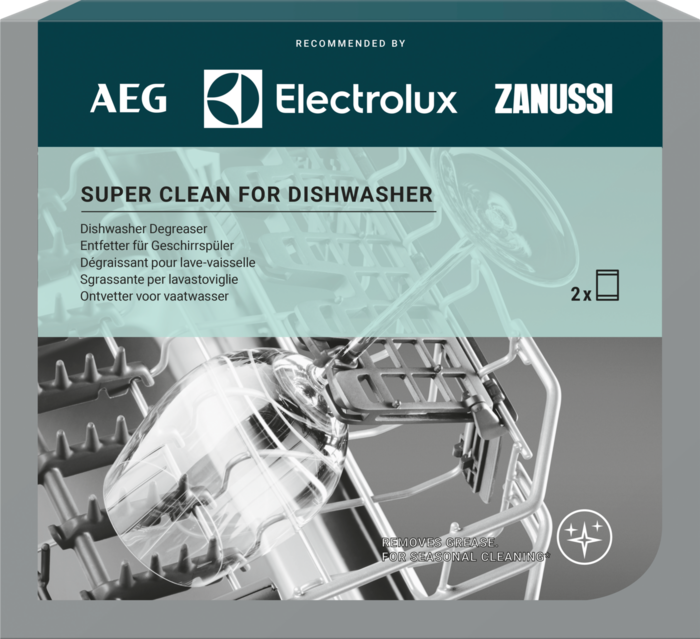 RECOMMENDED BY
AEG Electrolux ZANUSSI
SUPER CLEAN FOR DISHWASHER
Dishwasher Degreaser
Entfetter für Geschirrspüler
Dégraissant pour lave-vaisselle
Sgrassante per lavastoviglie
Ontvetter voor vaatwasser
2x
REMOVES GREASE.
FOR SEASONAL CLEANING*